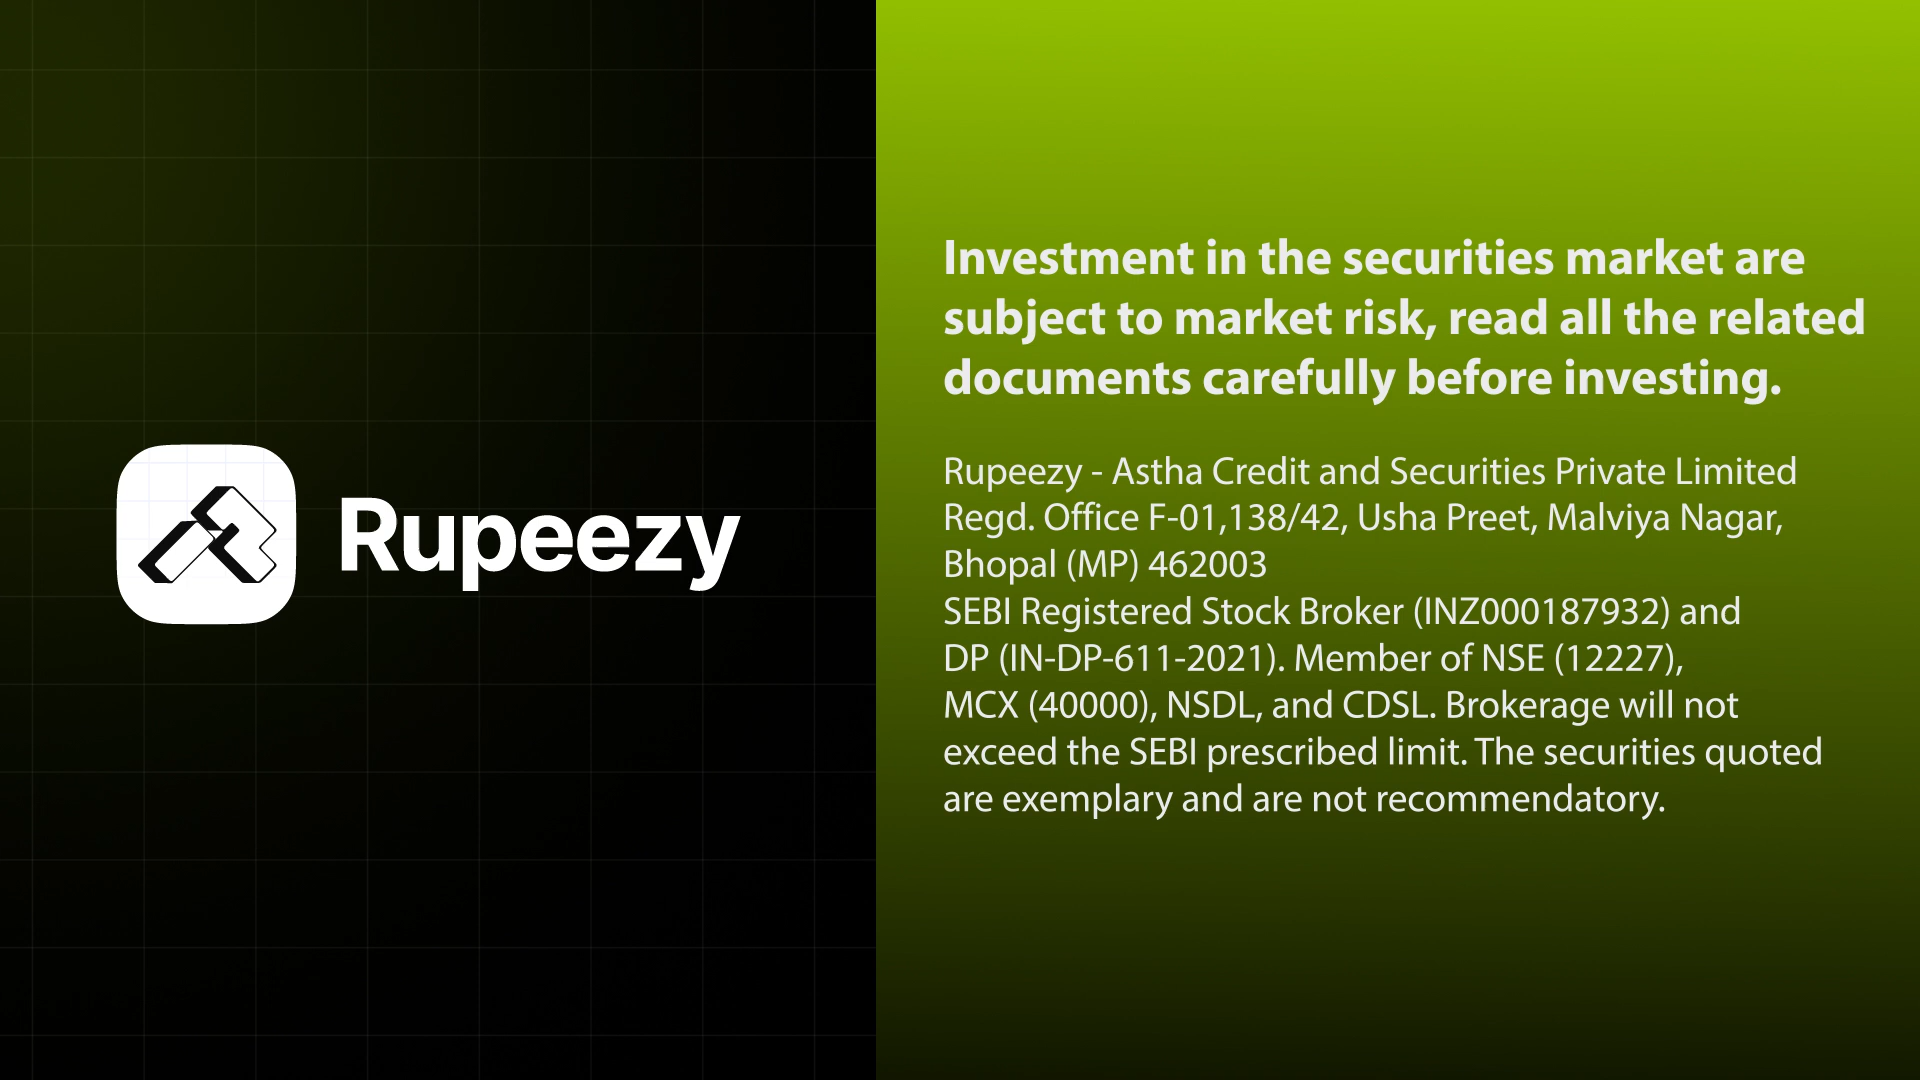 Rupeezy
Investment in the securities market are
subject to market risk, read all the related
documents carefully before investing.
Rupeezy - Astha Credit and Securities Private Limited
Regd. Office F-01,138/42, Usha Preet, Malviya Nagar,
Bhopal (MP) 462003
SEBI Registered Stock Broker (INZ000187932) and
DP (IN-DP-611-2021). Member of NSE (12227),
MCX (40000), NSDL, and CDSL. Brokerage will not
exceed the SEBI prescribed limit. The securities quoted
are exemplary and are not recommendatory.